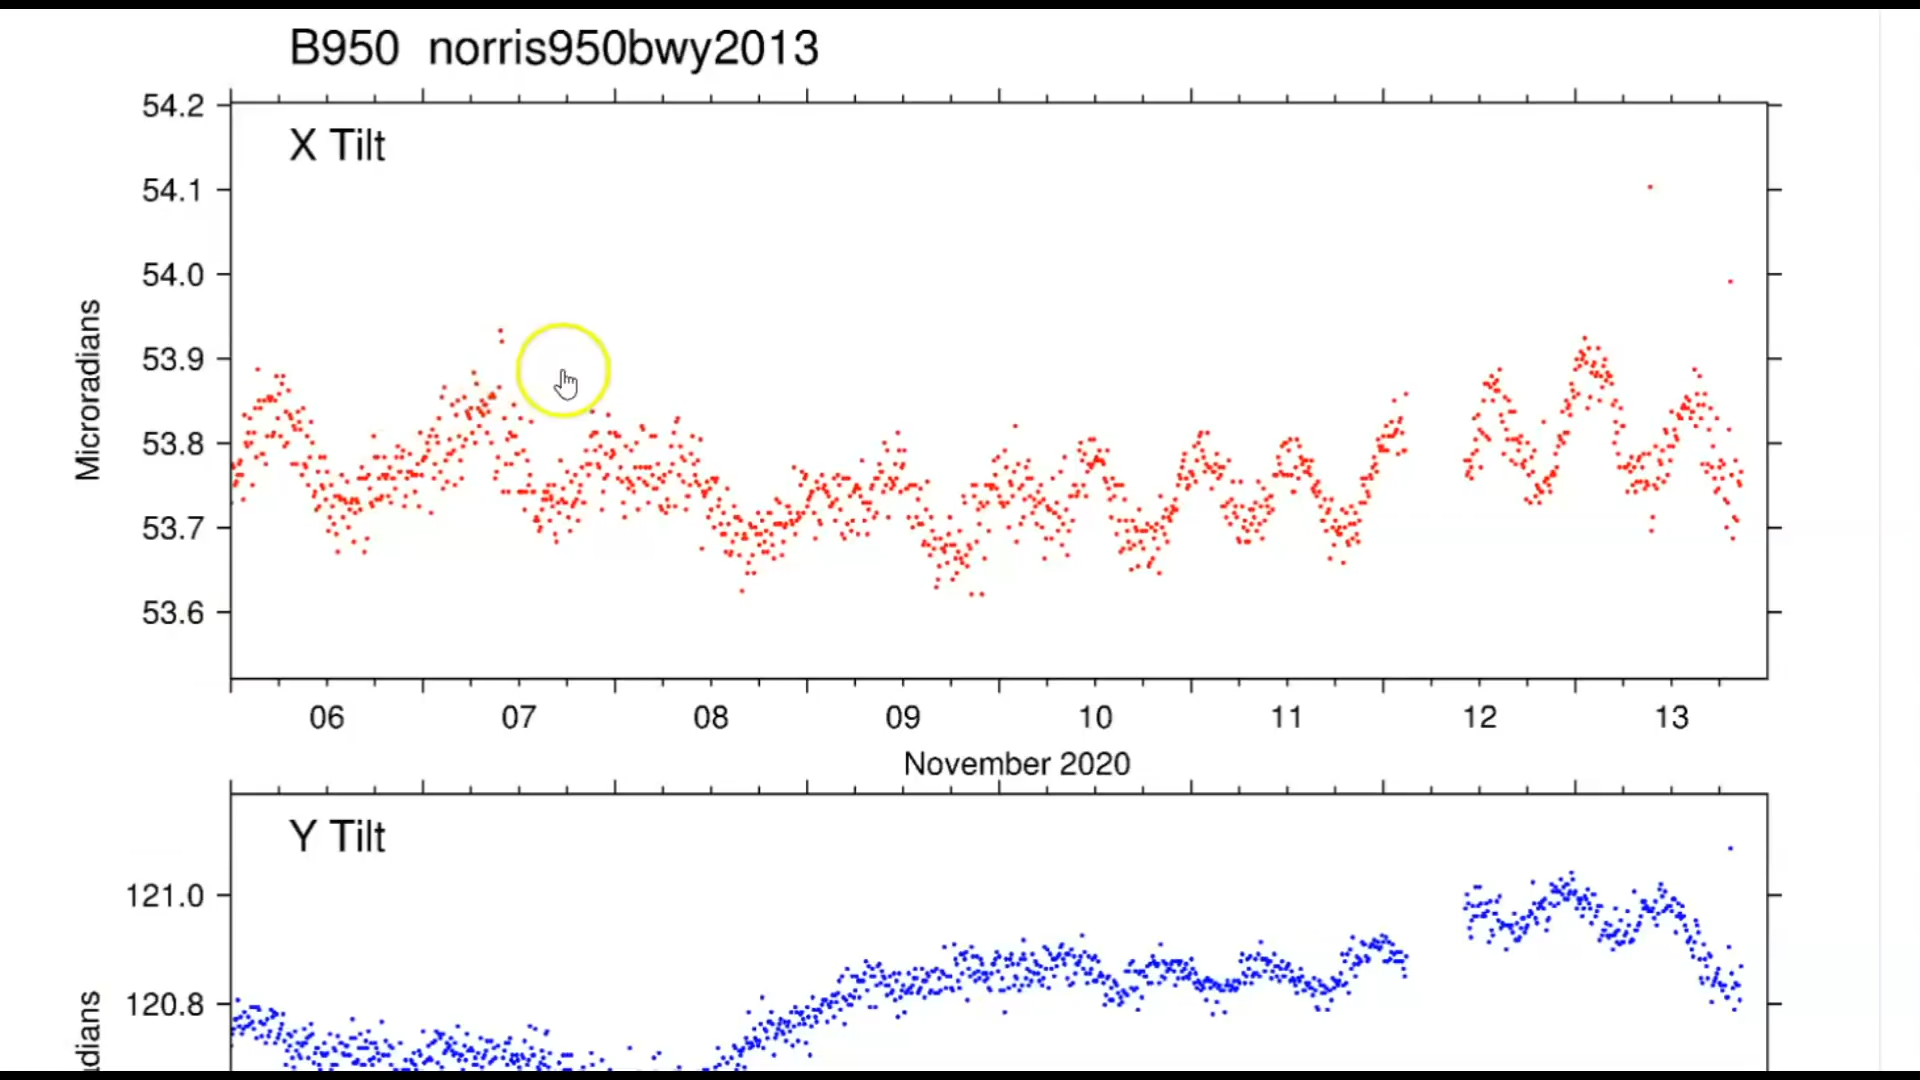 B950 norris950bwy2013
X Tilt
54.2
54.1
54.0
53.9
53.8
53.7
53.6
Microradians
06 07 08 09 10 11 12 13
November 2020
Y Tilt
121.0
120.8
adians